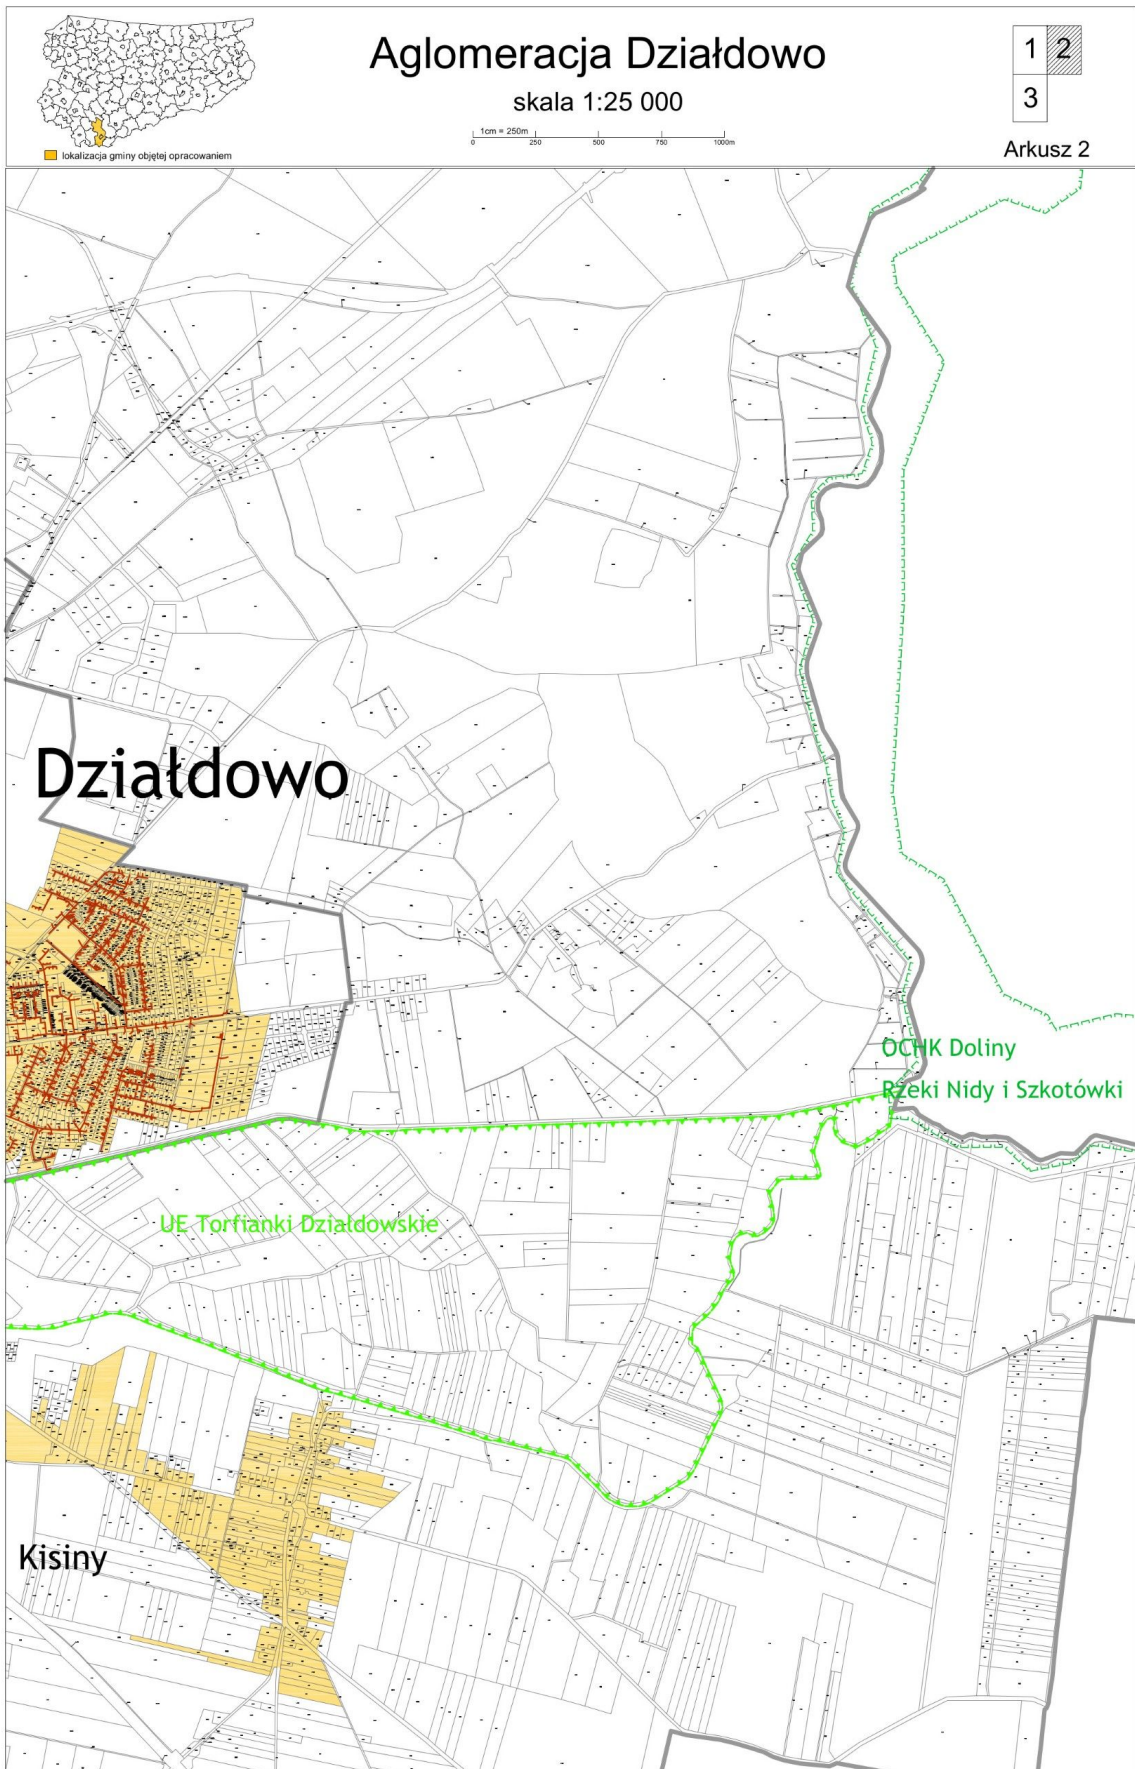 Aglomeracja Działdowo
skala 1:25 000
1cm = 250m
0 250 500 750 1000m
lokalizacja gminy objętej opracowaniem
1 2
3
Arkusz 2
Działdowo
OCHK Doliny
Rzeki Nidy i Szkotówki
UE Torfianki Działdowskie
Kisiny